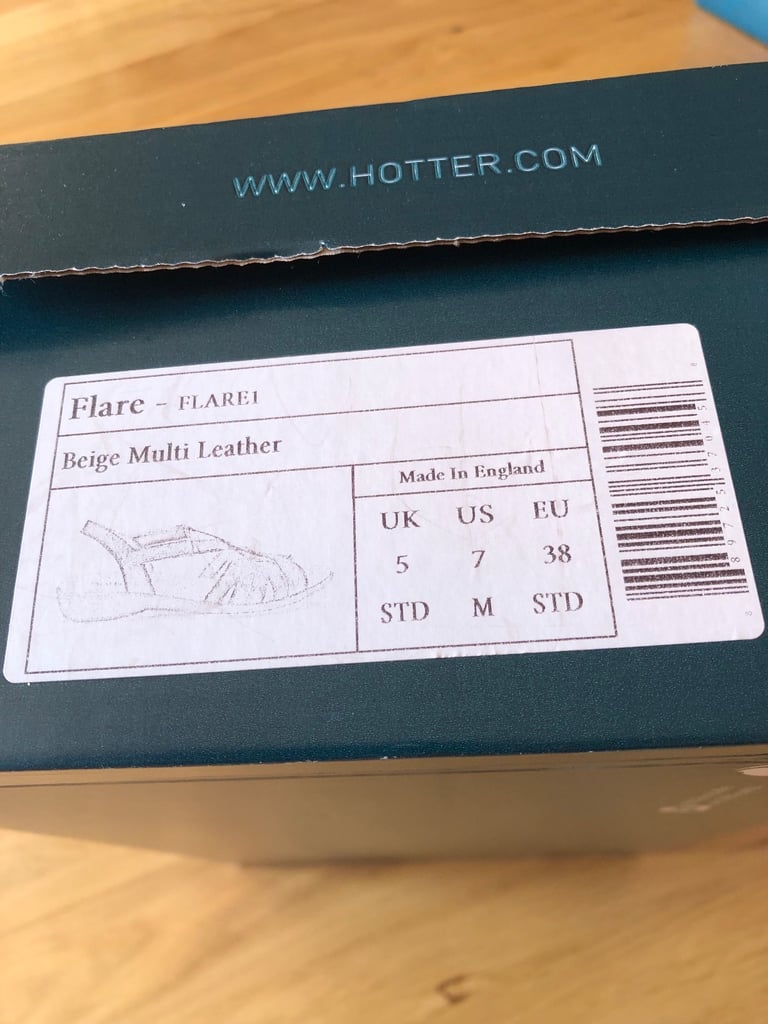 WWW.HOTTER.COM
Flare - FLARE1
Beige Multi Leather
Made In England
UK US EU
5 7 38
STD M STD